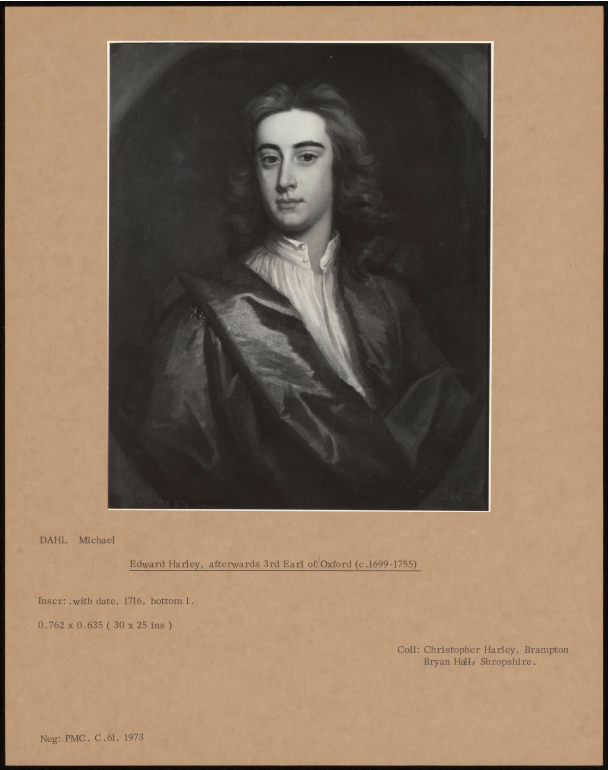 DAHL Michael
Edward Harley, afterwards 3rd Earl of Oxford (c.1699-1755)
Inscr: ,with date, 1716, bottom l.
0.762 x 0.635 ( 30 x 25 ins )
Coll: Christopher Harley, Brampton
Bryan Hall, Shropshire.
Neg: PMC. C.61, 1973